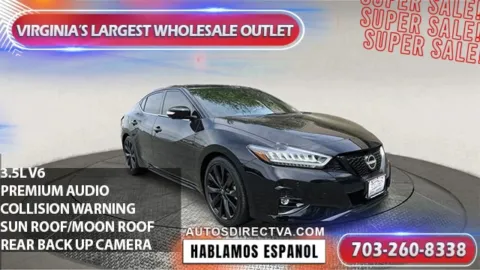 VIRGINIA'S LARGEST WHOLESALE OUTLET
SUPER SALE!
SUPER SALE!
SUPER SALE!
3.5L V6
PREMIUM AUDIO
COLLISION WARNING
SUN ROOF/MOON ROOF
REAR BACK UP CAMERA
AUTOSDIRECTVA.COM
HABLAMOS ESPANOL
703-260-8338